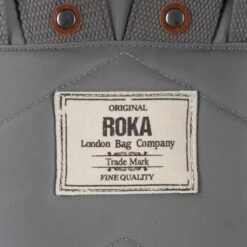 ORIGINAL
ROKA
London Bag Company
Trade Mark
FINE QUALITY